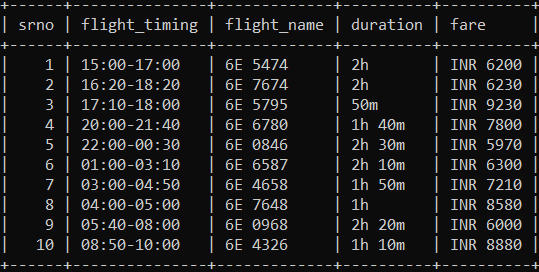 +------+---------------+-------------+----------+----------+
| srno | flight_timing | flight_name | duration | fare     |
+------+---------------+-------------+----------+----------+
|    1 | 15:00-17:00   | 6E 5474     | 2h       | INR 6200 |
|    2 | 16:20-18:20   | 6E 7674     | 2h       | INR 6230 |
|    3 | 17:10-18:00   | 6E 5795     | 50m      | INR 9230 |
|    4 | 20:00-21:40   | 6E 6780     | 1h 40m   | INR 7800 |
|    5 | 22:00-00:30   | 6E 0846     | 2h 30m   | INR 5970 |
|    6 | 01:00-03:10   | 6E 6587     | 2h 10m   | INR 6300 |
|    7 | 03:00-04:50   | 6E 4658     | 1h 50m   | INR 7210 |
|    8 | 04:00-05:00   | 6E 7648     | 1h       | INR 8580 |
|    9 | 05:40-08:00   | 6E 0968     | 2h 20m   | INR 6000 |
|   10 | 08:50-10:00   | 6E 4326     | 1h 10m   | INR 8880 |
+------+---------------+-------------+----------+----------+